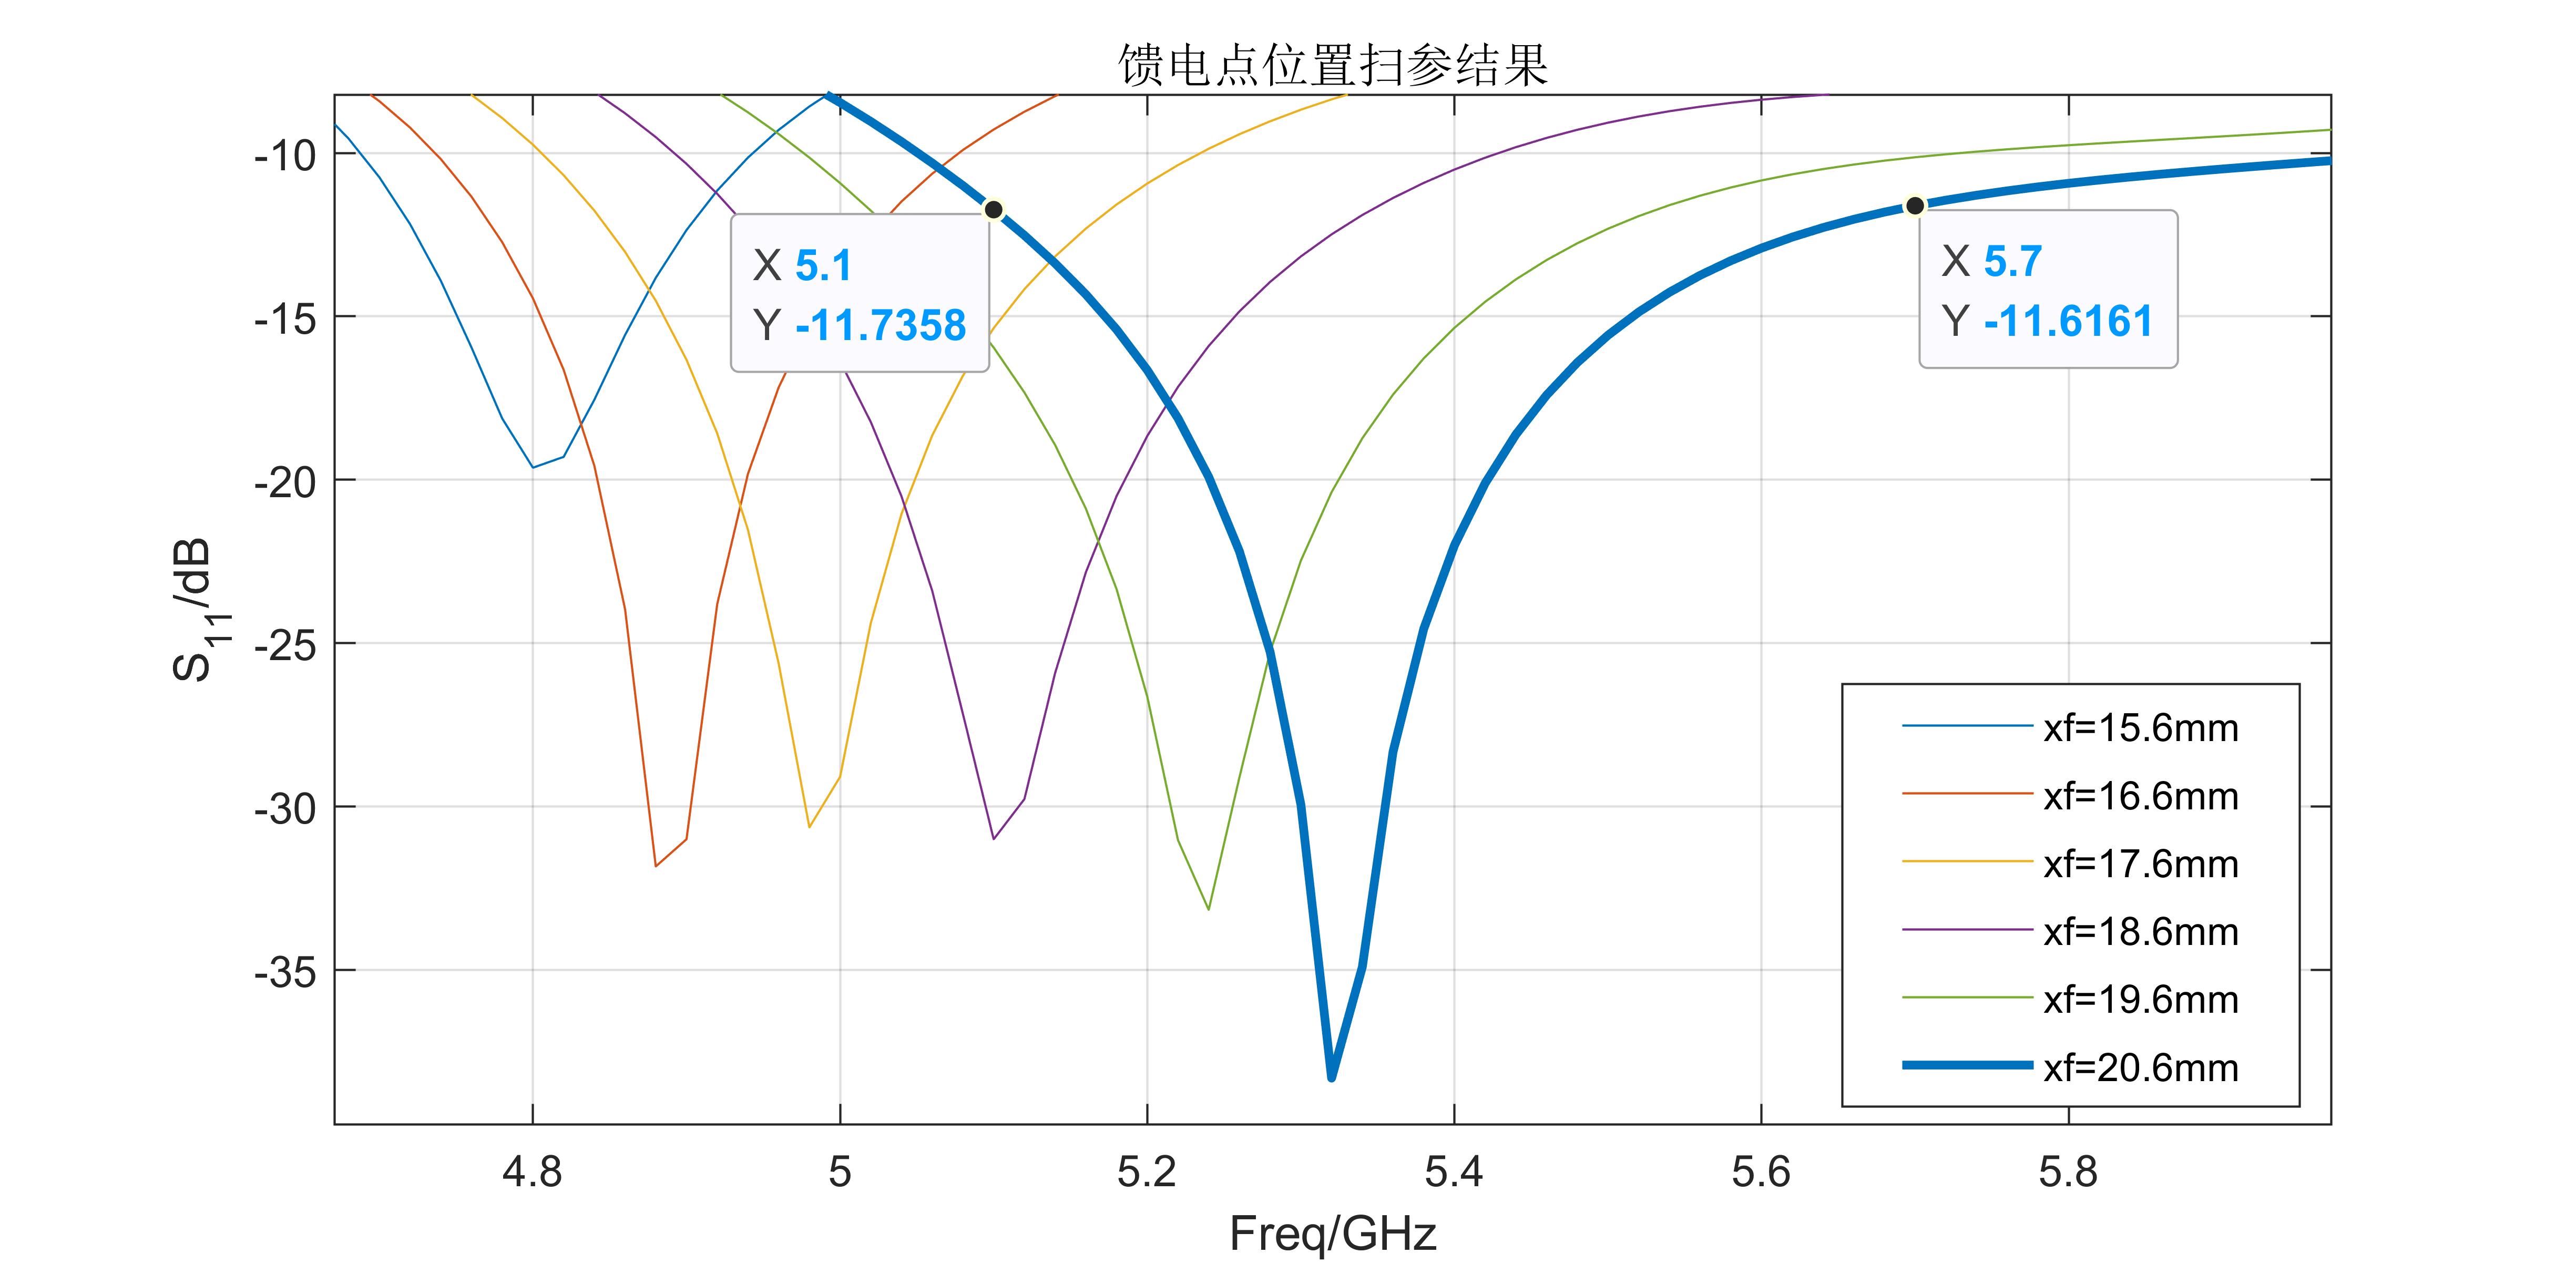 馈电点位置扫参结果
-10
-15
-20
-25
-30
-35
S11/dB
X 5.1
Y -11.7358
X 5.7
Y -11.6161
xf=15.6mm
xf=16.6mm
xf=17.6mm
xf=18.6mm
xf=19.6mm
xf=20.6mm
4.8 5 5.2 5.4 5.6 5.8
Freq/GHz